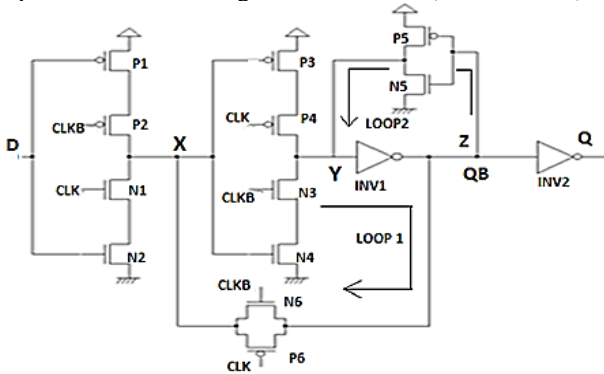 P5
P1
P3
N5
CLKB
P2
CLK
P4
LOOP2
D
X
Y
Z
Q
QB
CLK
N1
CLKB
N3
INV1
INV2
N2
N4
LOOP 1
CLKB
N6
P6
CLK